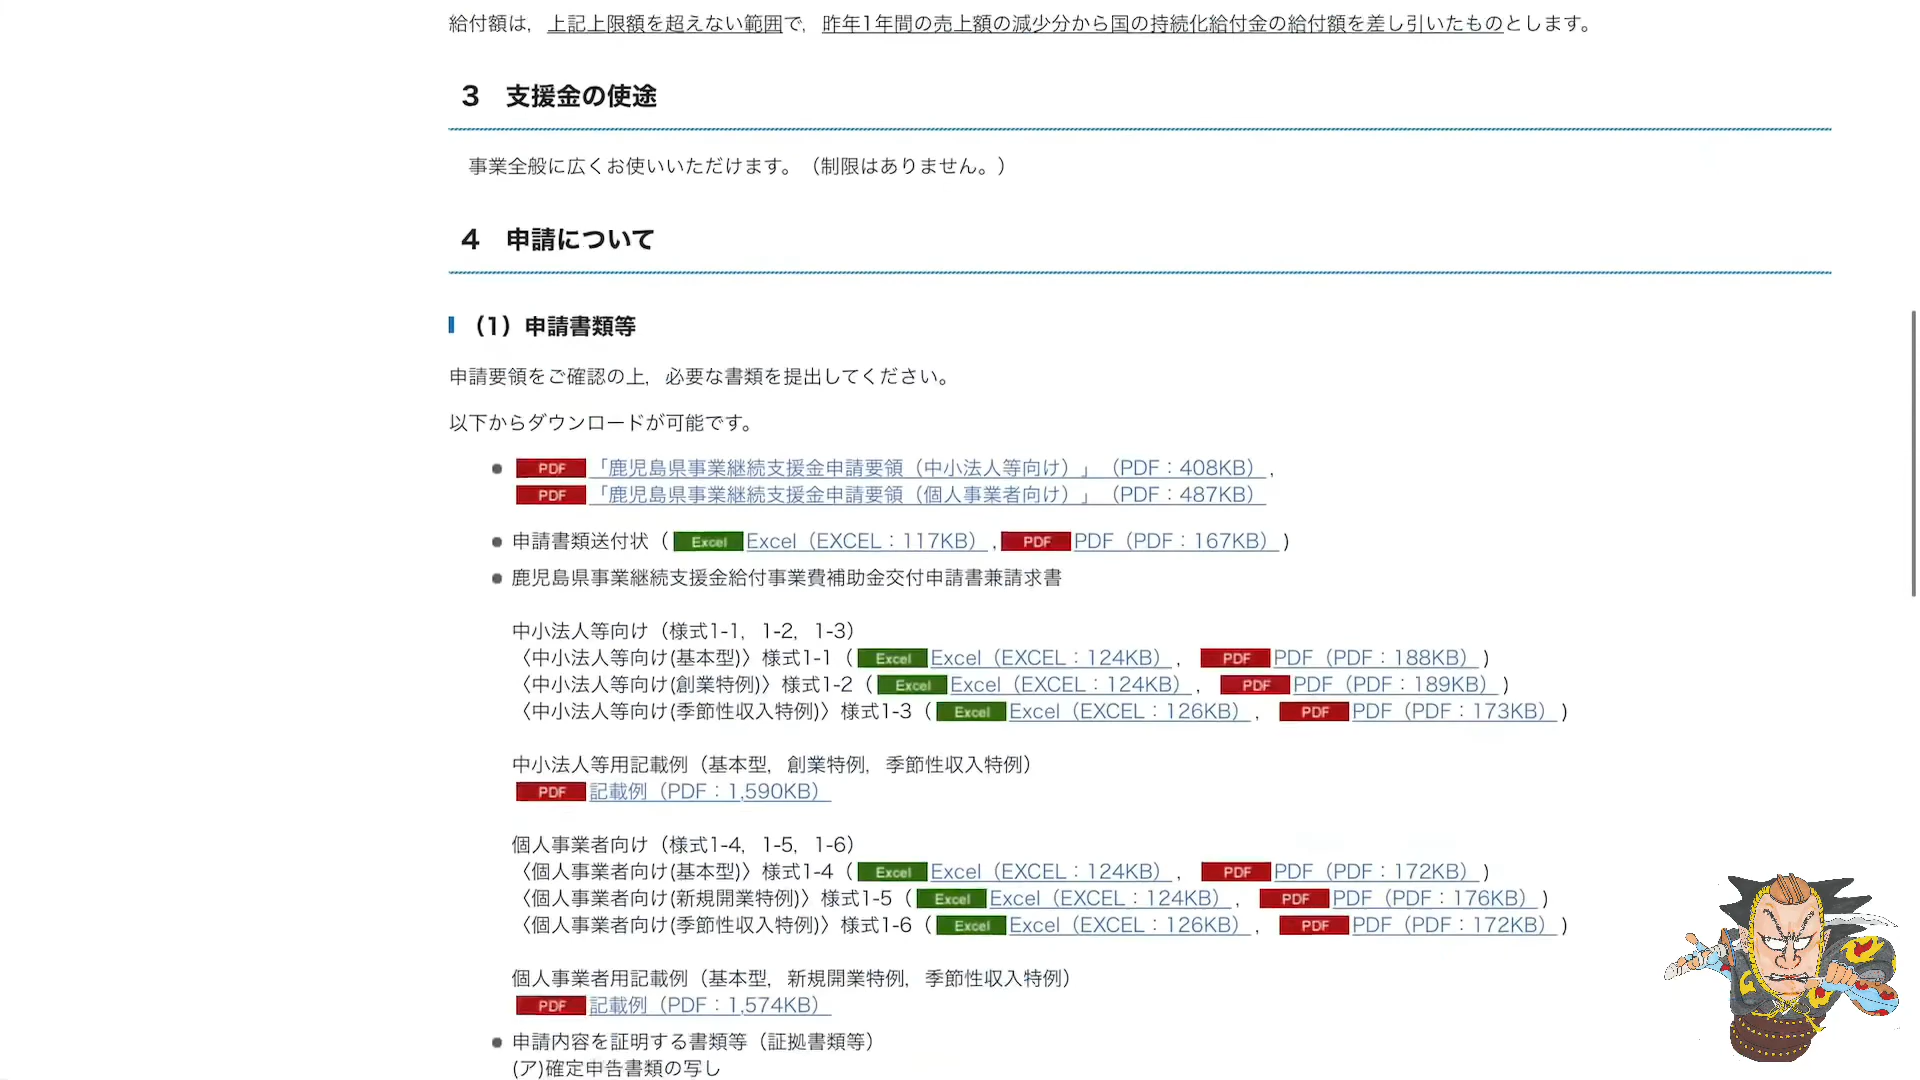 給付額は，上記上限額を超えない範囲で，昨年1年間の売上額の減少分から国の持続化給付金の給付額を差し引いたものとします。
3　支援金の使途
事業全般に広くお使いいただけます。（制限はありません。）
4　申請について
（1）申請書類等
申請要領をご確認の上，必要な書類を提出してください。
以下からダウンロードが可能です。
● PDF 「鹿児島県事業継続支援金申請要領（中小法人等向け）」（PDF：408KB），
PDF 「鹿児島県事業継続支援金申請要領（個人事業者向け）」（PDF：487KB）
● 申請書類送付状（ Excel Excel（EXCEL：117KB），PDF PDF（PDF：167KB））
● 鹿児島県事業継続支援金給付事業費補助金交付申請書兼請求書
中小法人等向け（様式1-1，1-2，1-3）
〈中小法人等向け(基本型)〉様式1-1（ Excel Excel（EXCEL：124KB）， PDF PDF（PDF：188KB））
〈中小法人等向け(創業特例)〉様式1-2（ Excel Excel（EXCEL：124KB）， PDF PDF（PDF：189KB））
〈中小法人等向け(季節性収入特例)〉様式1-3（ Excel Excel（EXCEL：126KB）， PDF PDF（PDF：173KB））
中小法人等用記載例（基本型，創業特例，季節性収入特例）
PDF 記載例（PDF：1,590KB）
個人事業者向け（様式1-4，1-5，1-6）
〈個人事業者向け(基本型)〉様式1-4（ Excel Excel（EXCEL：124KB）， PDF PDF（PDF：172KB））
〈個人事業者向け(新規開業特例)〉様式1-5（ Excel Excel（EXCEL：124KB）， PDF PDF（PDF：176KB））
〈個人事業者向け(季節性収入特例)〉様式1-6（ Excel Excel（EXCEL：126KB）， PDF PDF（PDF：172KB））
個人事業者用記載例（基本型，新規開業特例，季節性収入特例）
PDF 記載例（PDF：1,574KB）
● 申請内容を証明する書類等（証拠書類等）
(ア)確定申告書類の写し